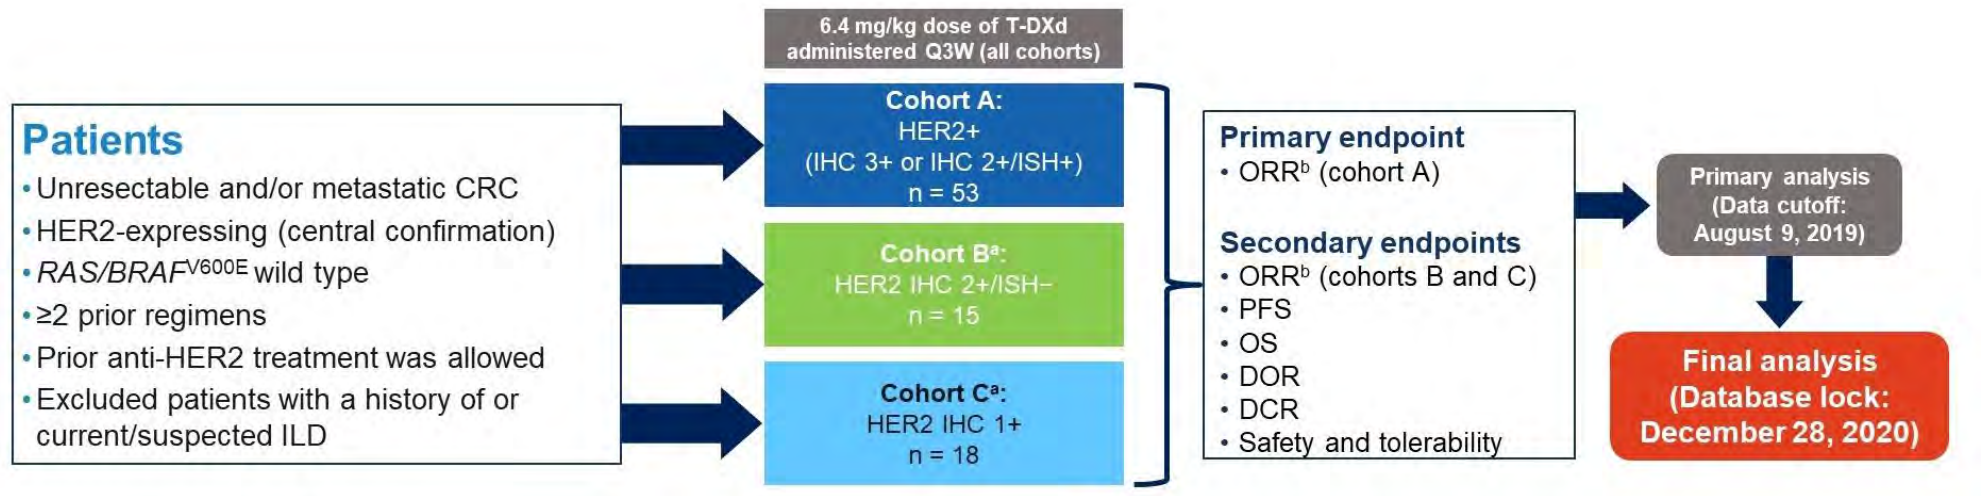 6.4 mg/kg dose of T-DXd
administered Q3W (all cohorts)
Patients
• Unresectable and/or metastatic CRC
• HER2-expressing (central confirmation)
• RAS/BRAFV600E wild type
• ≥2 prior regimens
• Prior anti-HER2 treatment was allowed
• Excluded patients with a history of or
current/suspected ILD
Cohort A:
HER2+
(IHC 3+ or IHC 2+/ISH+)
n = 53
Cohort Bᵃ:
HER2 IHC 2+/ISH−
n = 15
Cohort Cᵃ:
HER2 IHC 1+
n = 18
Primary endpoint
• ORRᵇ (cohort A)
Secondary endpoints
• ORRᵇ (cohorts B and C)
• PFS
• OS
• DOR
• DCR
• Safety and tolerability
Primary analysis
(Data cutoff:
August 9, 2019)
Final analysis
(Database lock:
December 28, 2020)